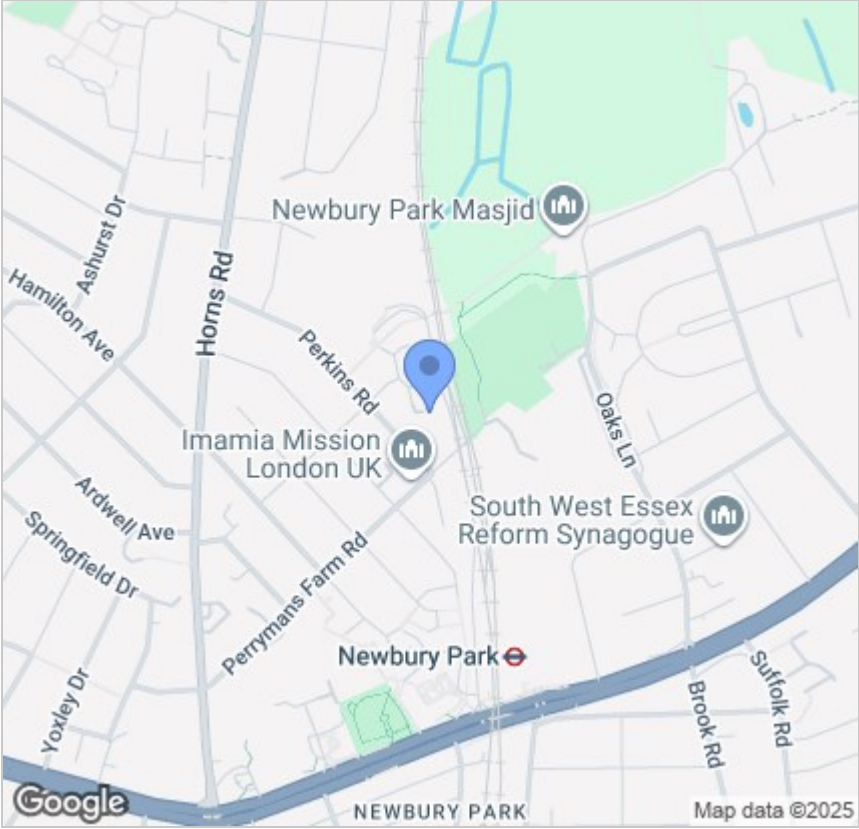 Newbury Park Masjid
Ashurst Dr
Hamilton Ave
Horns Rd
Perkins Rd
Imamia Mission
London UK
Oaks Ln
Ardwell Ave
South West Essex
Reform Synagogue
Springfield Dr
Perrymans Farm Rd
Newbury Park
Yoxley Dr
Brook Rd
Suffolk Rd
Google
NEWBURY PARK
Map data ©2025